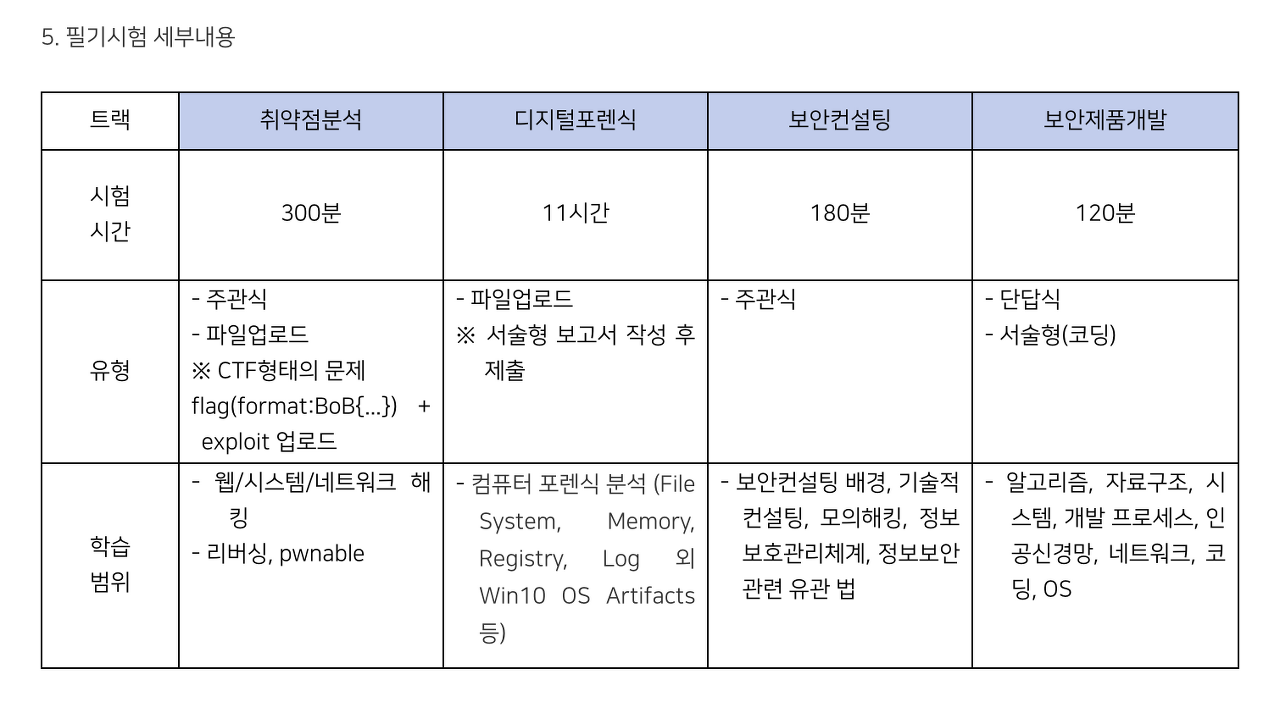 5. 필기시험 세부내용
트랙
취약점분석
디지털포렌식
보안컨설팅
보안제품개발
시험
시간
300분
11시간
180분
120분
유형
- 주관식
- 파일업로드
※ CTF형태의 문제
flag(format:BoB{...}) +
exploit 업로드
- 파일업로드
※ 서술형 보고서 작성 후
제출
- 주관식
- 단답식
- 서술형(코딩)
학습
범위
- 웹/시스템/네트워크 해
킹
- 리버싱, pwnable
- 컴퓨터 포렌식 분석 (File
System, Memory,
Registry, Log 외
Win10 OS Artifacts
등)
- 보안컨설팅 배경, 기술적
컨설팅, 모의해킹, 정보
보호관리체계, 정보보안
관련 유관 법
- 알고리즘, 자료구조, 시
스템, 개발 프로세스, 인
공신경망, 네트워크, 코
딩, OS